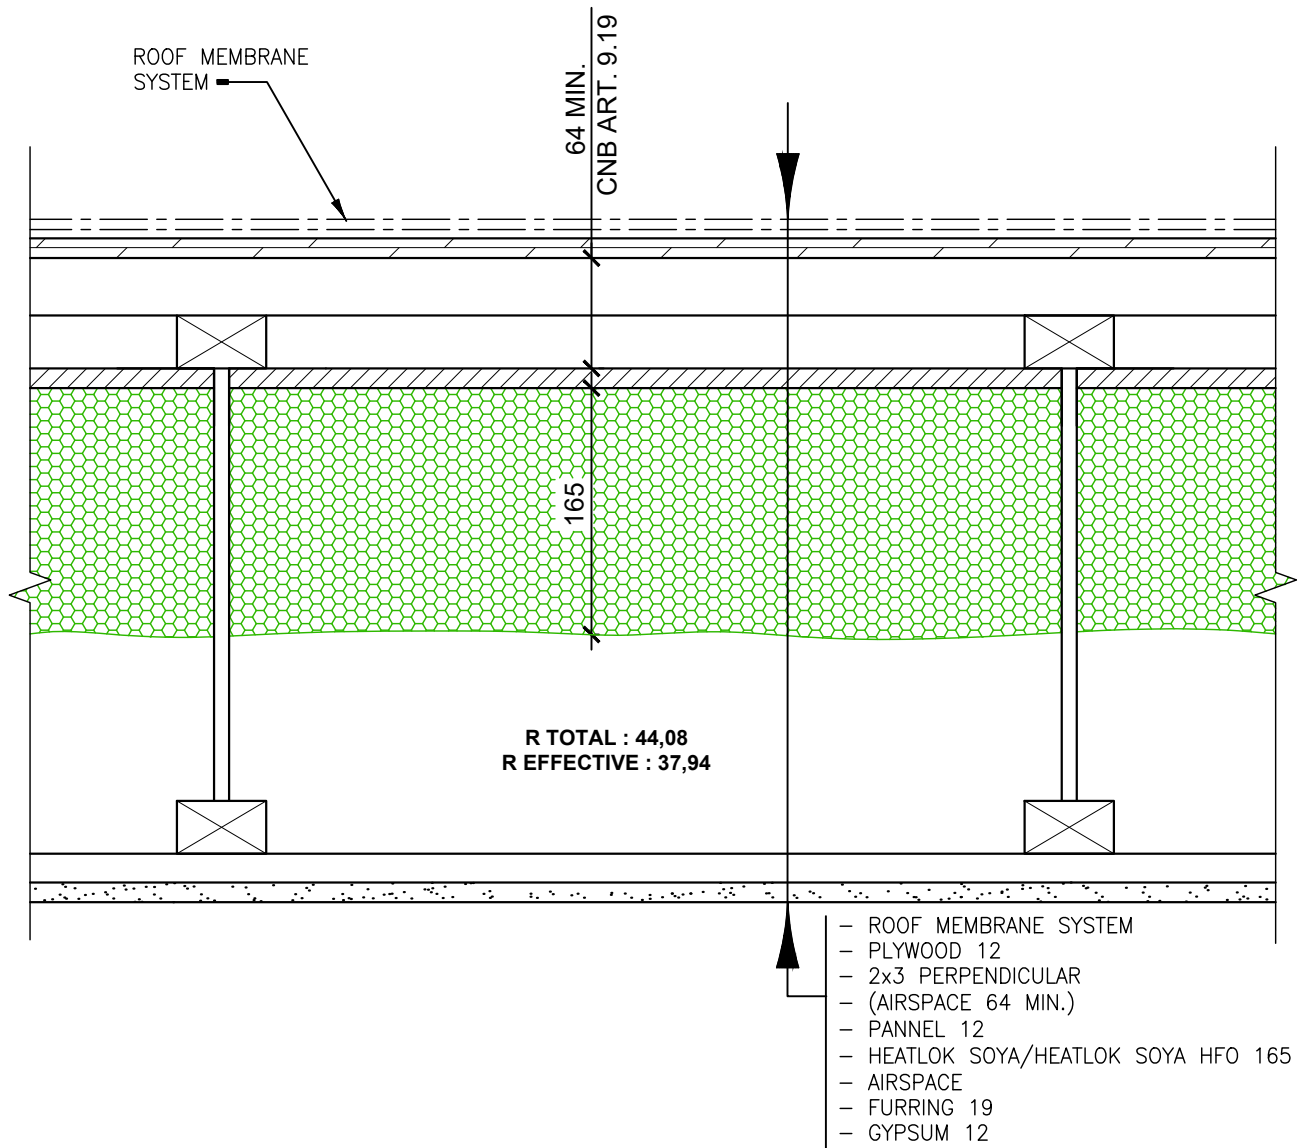 ROOF MEMBRANE
SYSTEM
64 MIN.
CNB ART. 9.19
165
R TOTAL : 44,08
R EFFECTIVE : 37,94
- ROOF MEMBRANE SYSTEM
- PLYWOOD 12
- 2x3 PERPENDICULAR
- (AIRSPACE 64 MIN.)
- PANNEL 12
- HEATLOK SOYA/HEATLOK SOYA HFO 165
- AIRSPACE
- FURRING 19
- GYPSUM 12